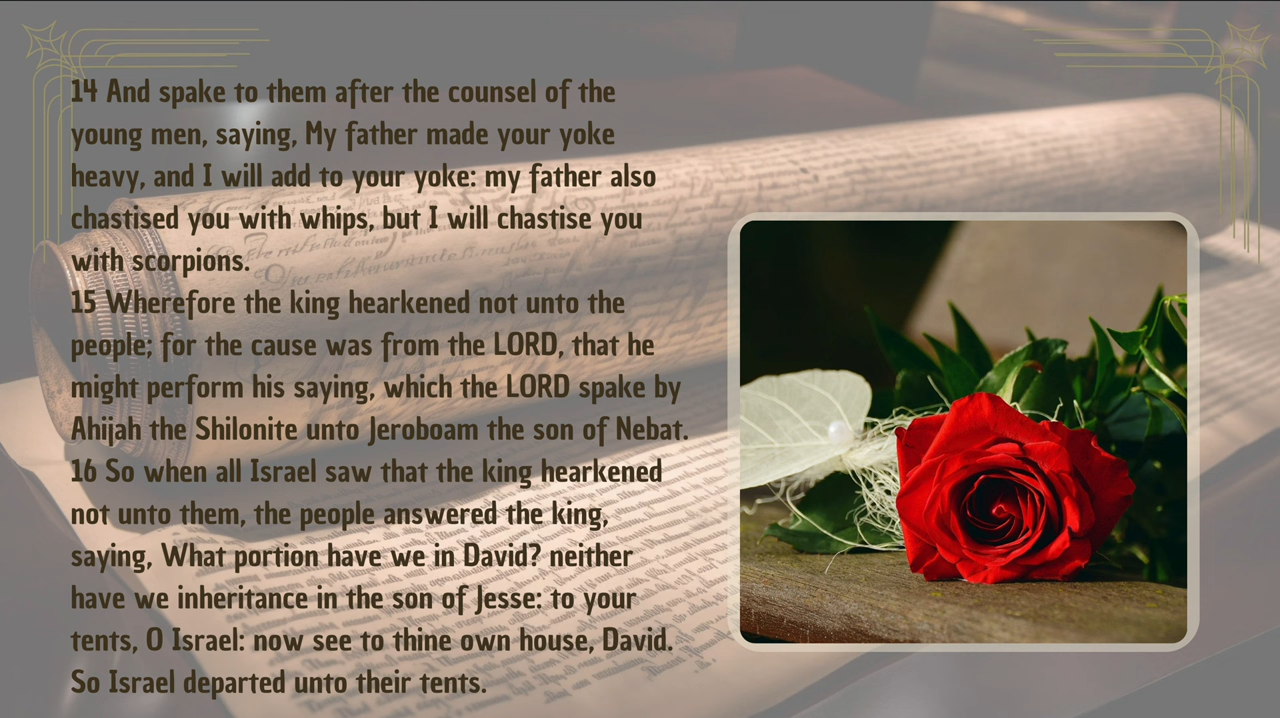 14 And spake to them after the counsel of the
young men, saying, My father made your yoke
heavy, and I will add to your yoke: my father also
chastised you with whips, but I will chastise you
with scorpions.
15 Wherefore the king hearkened not unto the
people; for the cause was from the LORD, that he
might perform his saying, which the LORD spake by
Ahijah the Shilonite unto Jeroboam the son of Nebat.
16 So when all Israel saw that the king hearkened
not unto them, the people answered the king,
saying, What portion have we in David? neither
have we inheritance in the son of Jesse: to your
tents, O Israel: now see to thine own house, David.
So Israel departed unto their tents.